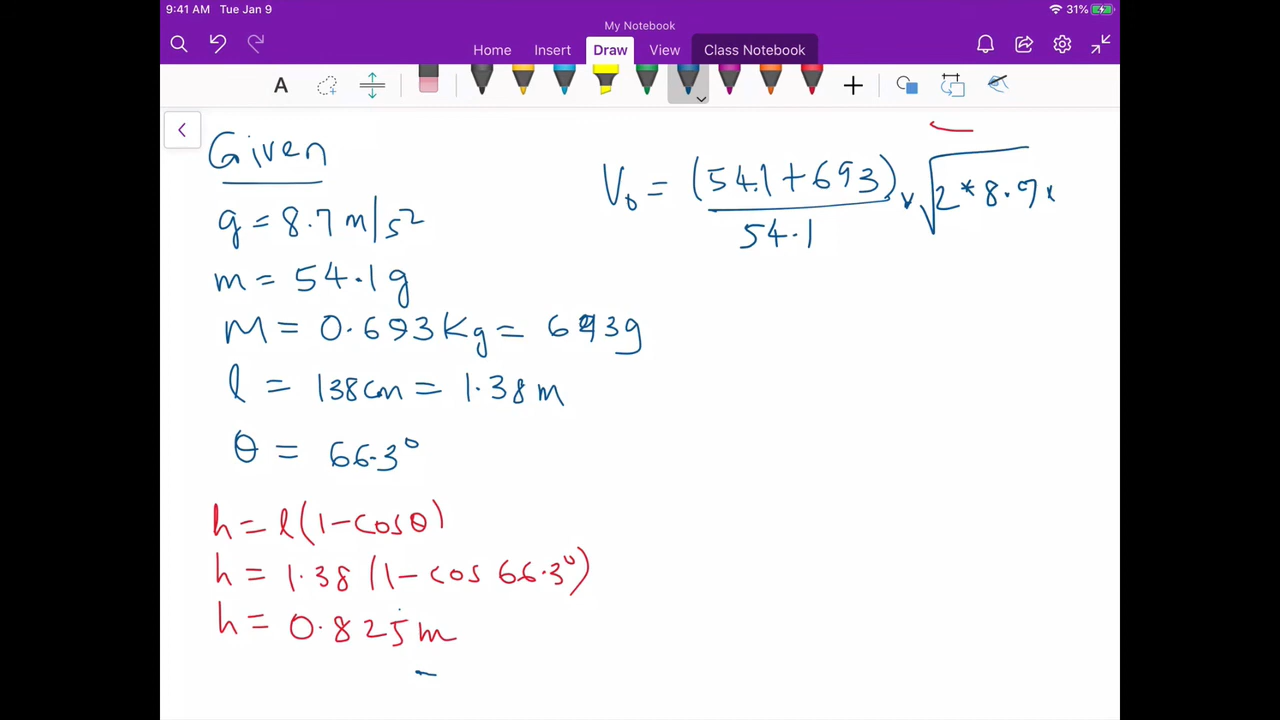 9:41 AM Tue Jan 9
31%
My Notebook
Home Insert Draw View Class Notebook
A
Given
g = 8.7 m/s²
m = 54.1g
M = 0.693Kg = 693g
l = 138cm = 1.38m
θ = 66.3°
h = l(1-cosθ)
h = 1.38(1-cos 66.3°)
h = 0.825m
V₀ = (54.1+693)/54.1 × √2*8.7×